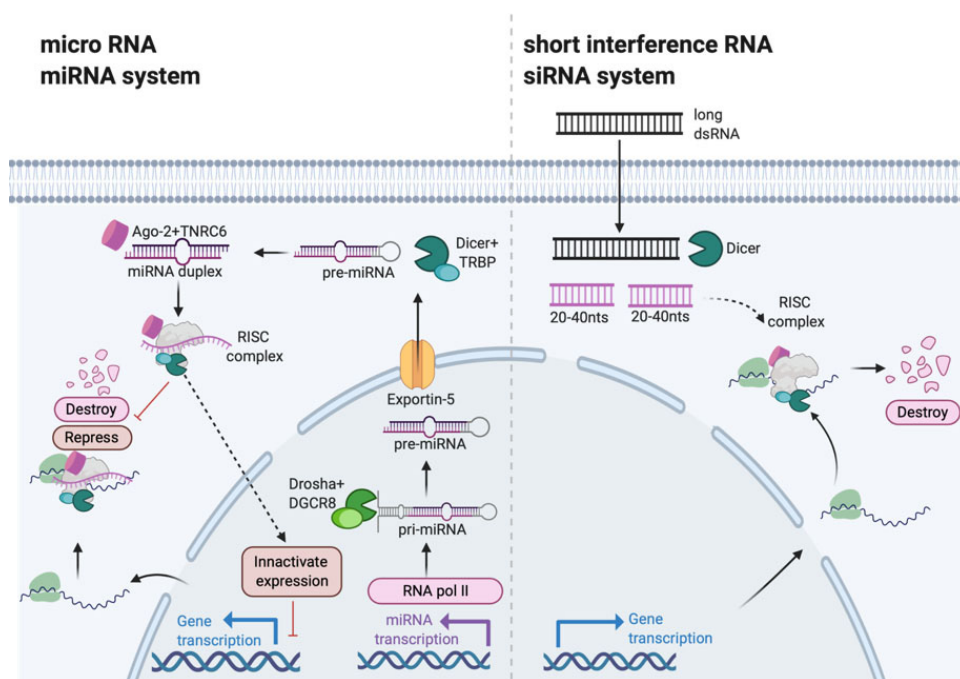 micro RNA
miRNA system
short interference RNA
siRNA system
long
dsRNA
Ago-2+TNRC6
miRNA duplex
pre-miRNA
Dicer+
TRBP
RISC
complex
Destroy
Repress
Exportin-5
pre-miRNA
Drosha+
DGCR8
pri-miRNA
Innactivate
expression
RNA pol II
Gene
transcription
miRNA
transcription
Dicer
20-40nts
20-40nts
RISC
complex
Destroy
Gene
transcription